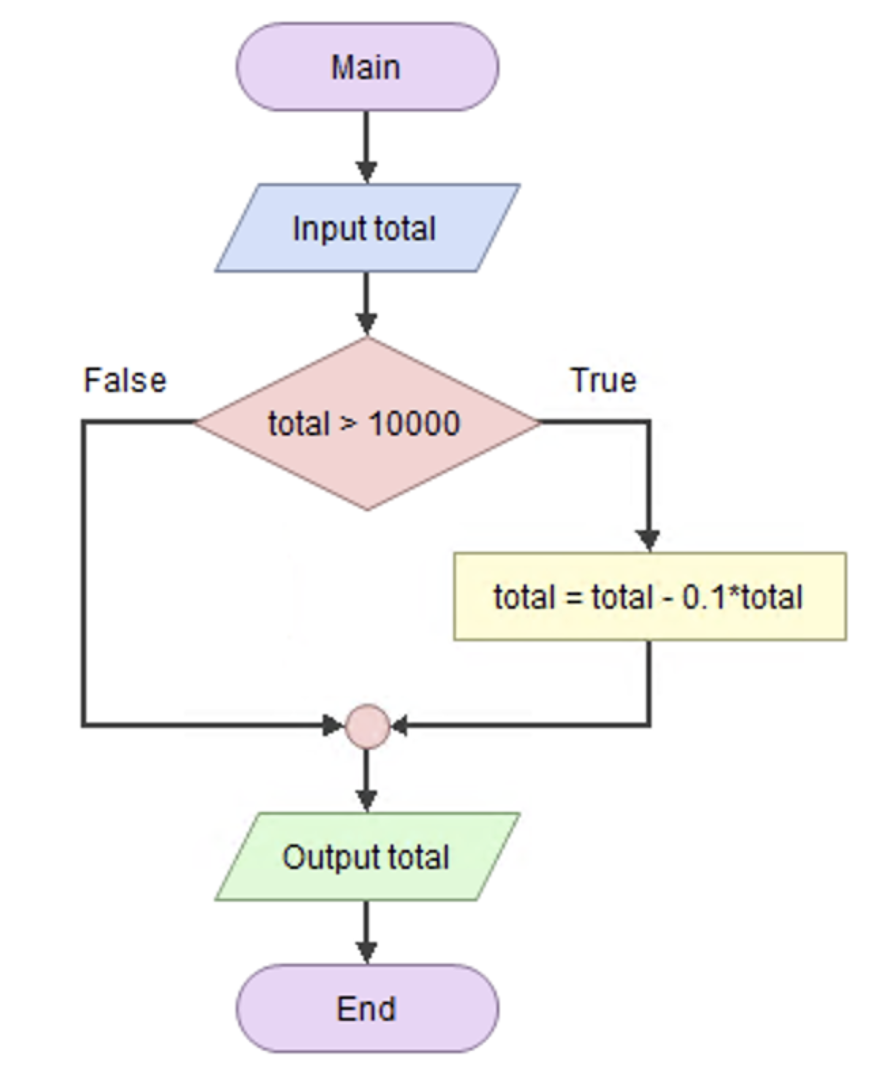 Main
Input total
False
True
total > 10000
total = total - 0.1*total
Output total
End